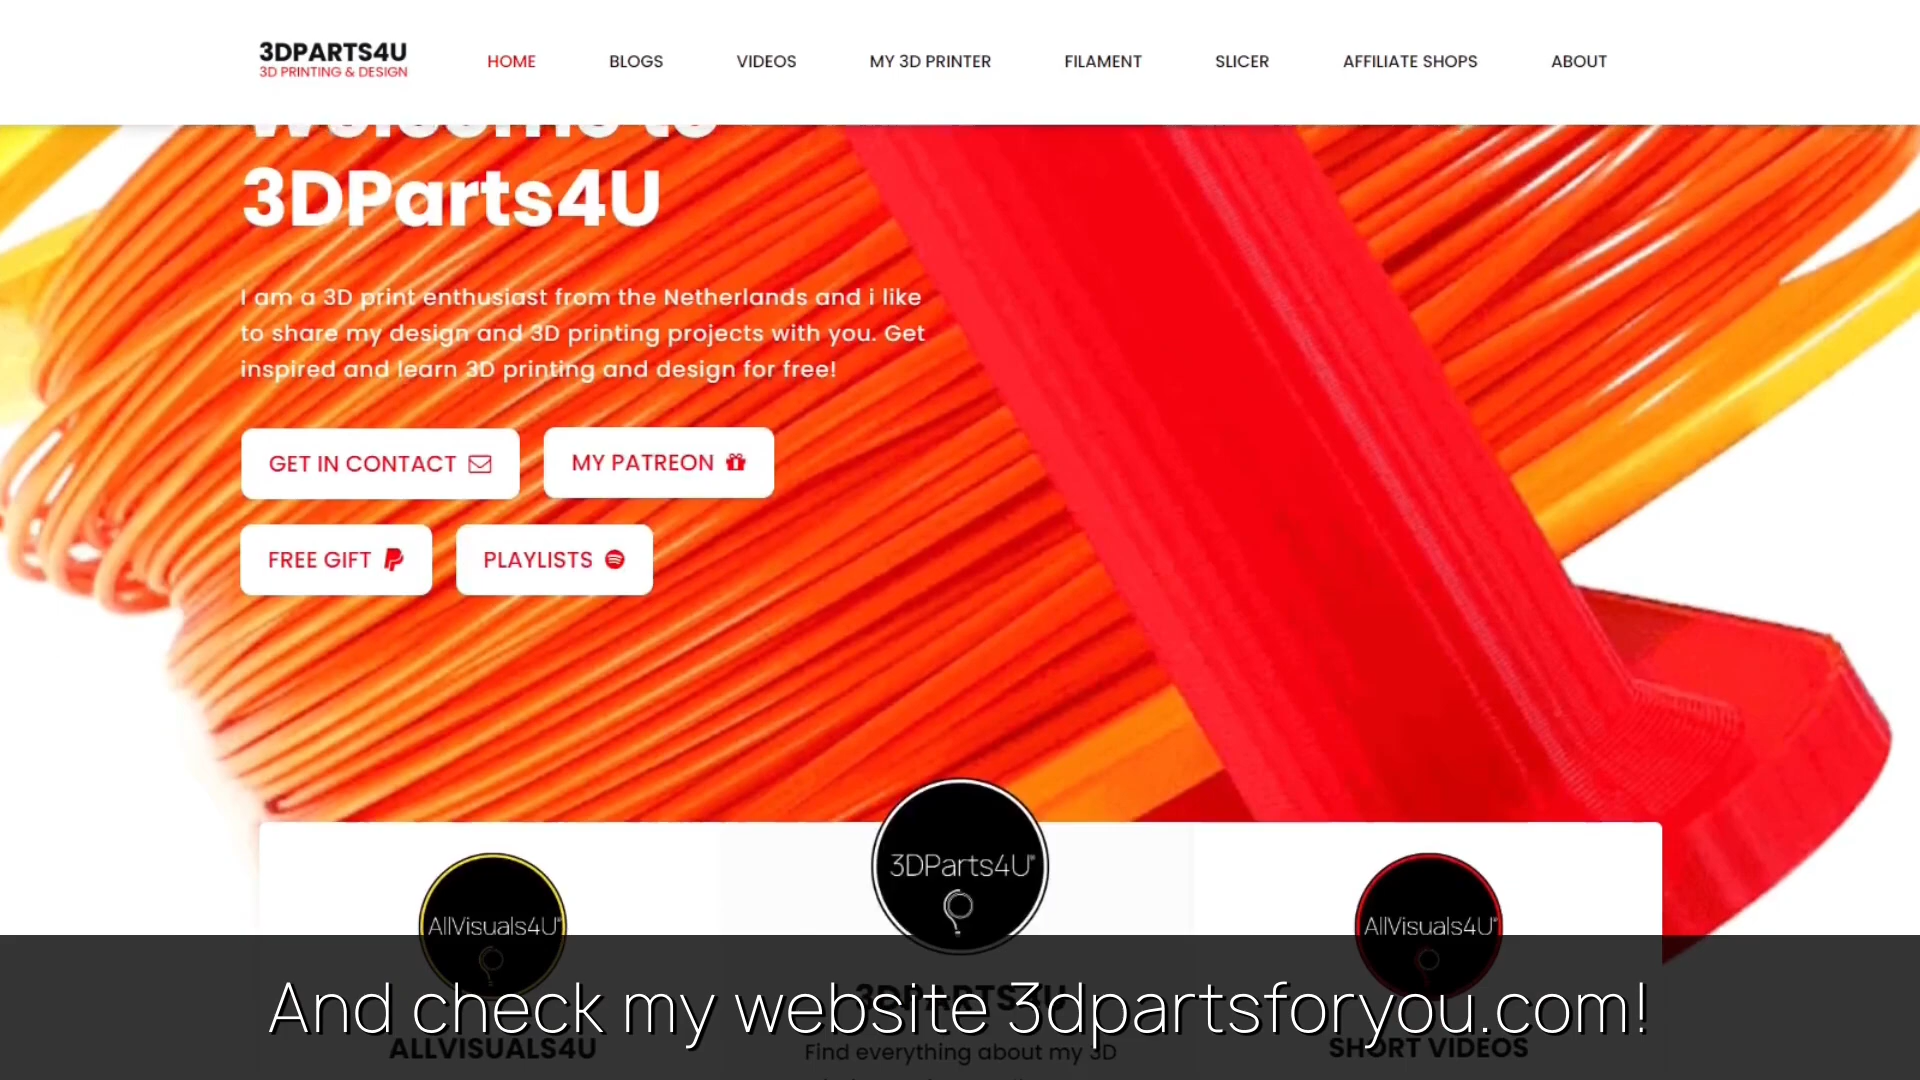 3DPARTS4U
3D PRINTING & DESIGN
HOME
BLOGS
VIDEOS
MY 3D PRINTER
FILAMENT
SLICER
AFFILIATE SHOPS
ABOUT
Welcome to
3DParts4U
I am a 3D print enthusiast from the Netherlands and i like
to share my design and 3D printing projects with you. Get
inspired and learn 3D printing and design for free!
GET IN CONTACT
MY PATREON
FREE GIFT
PLAYLISTS
AllVisuals4U®
3DParts4U®
AllVisuals4U®
3DPARTS4U
And check my website 3dpartsforyou.com!
ALLVISUALS4U
Find everything about my 3D
SHORT VIDEOS